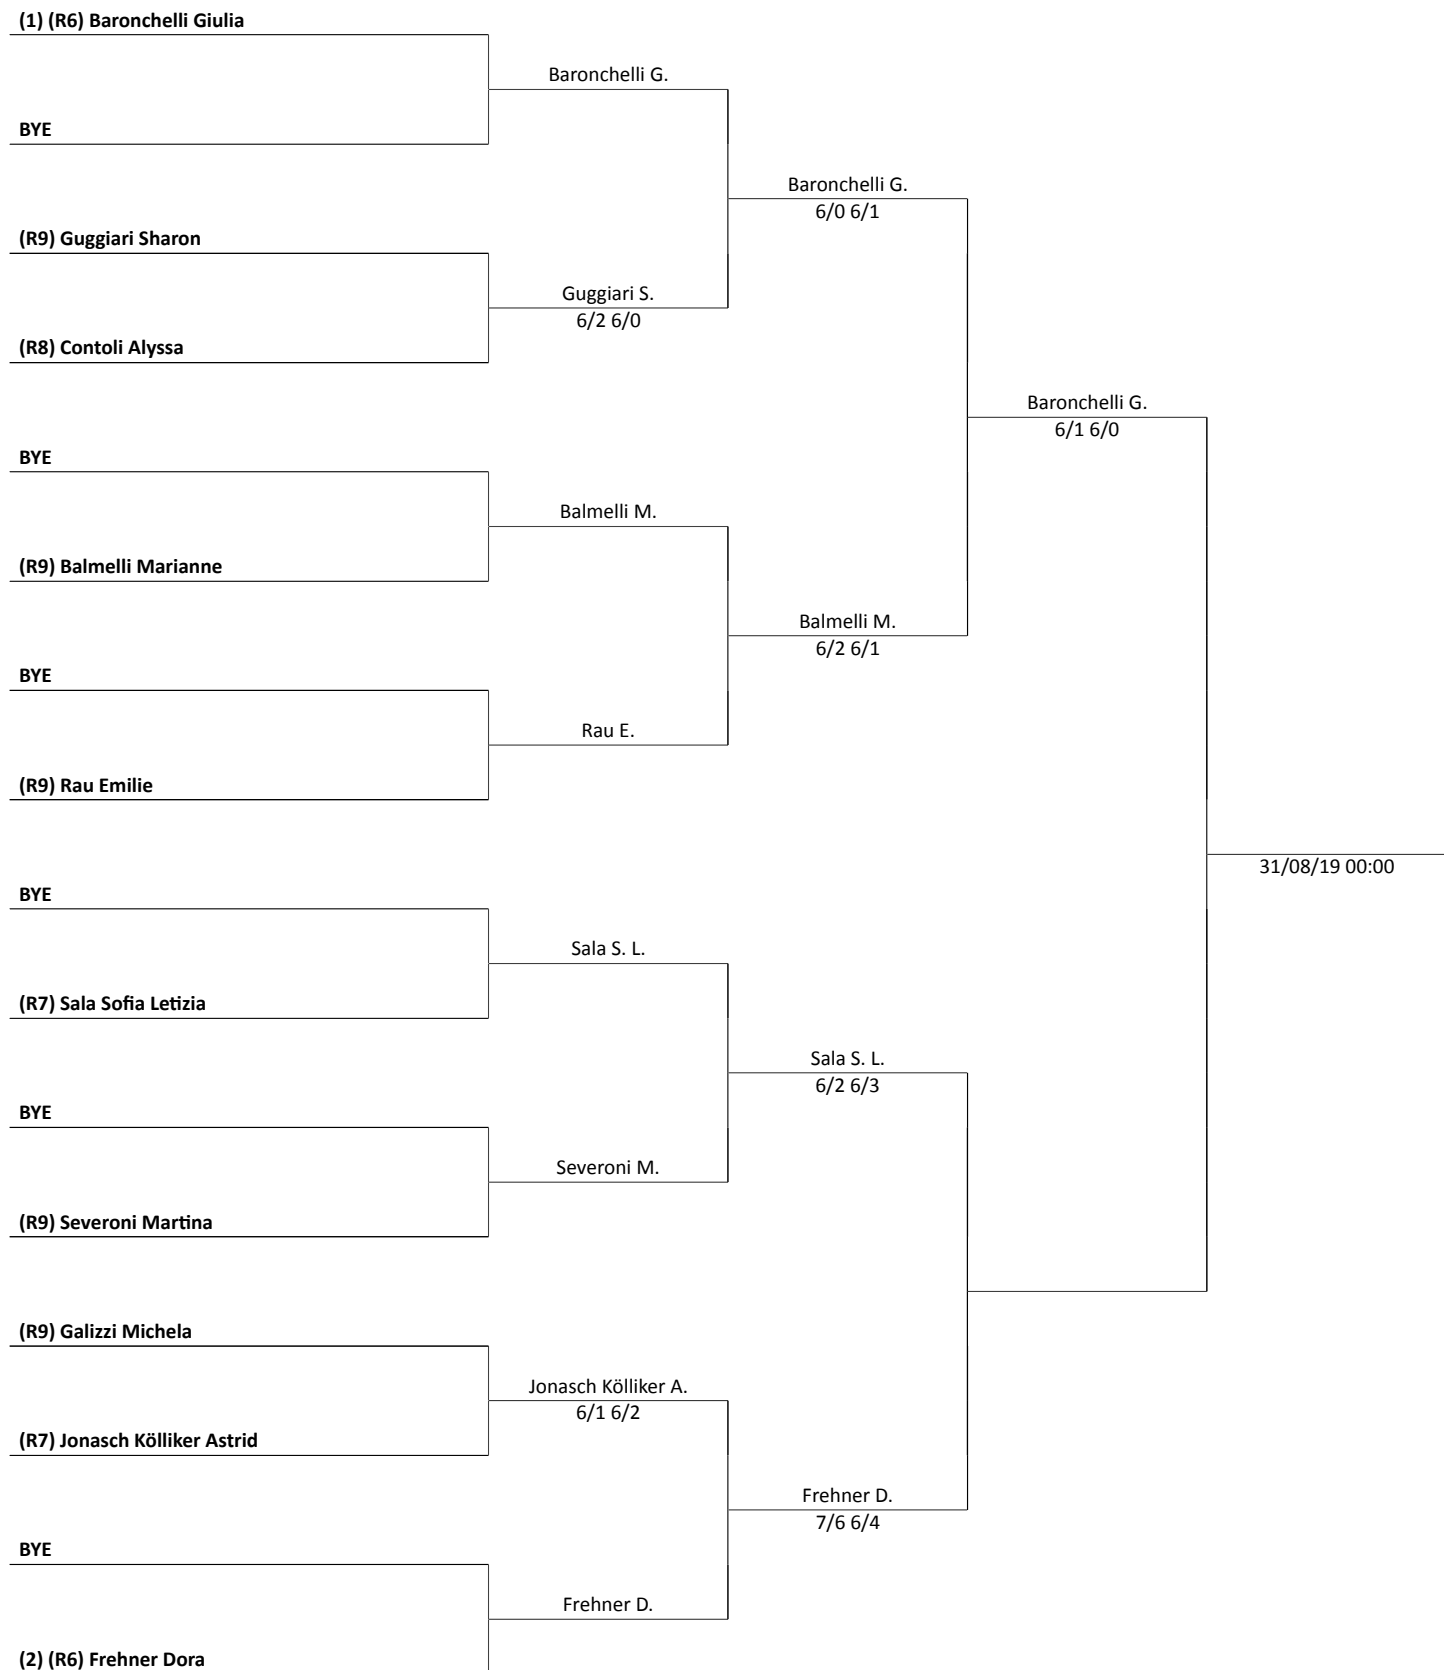 (1) (R6) Baronchelli Giulia
Baronchelli G.
BYE
Baronchelli G.
6/0 6/1
(R9) Guggiari Sharon
Guggiari S.
6/2 6/0
(R8) Contoli Alyssa
Baronchelli G.
6/1 6/0
BYE
Balmelli M.
(R9) Balmelli Marianne
Balmelli M.
6/2 6/1
BYE
Rau E.
(R9) Rau Emilie
31/08/19 00:00
BYE
Sala S. L.
(R7) Sala Sofia Letizia
Sala S. L.
6/2 6/3
BYE
Severoni M.
(R9) Severoni Martina
(R9) Galizzi Michela
Jonasch Kölliker A.
6/1 6/2
(R7) Jonasch Kölliker Astrid
Frehner D.
7/6 6/4
BYE
Frehner D.
(2) (R6) Frehner Dora